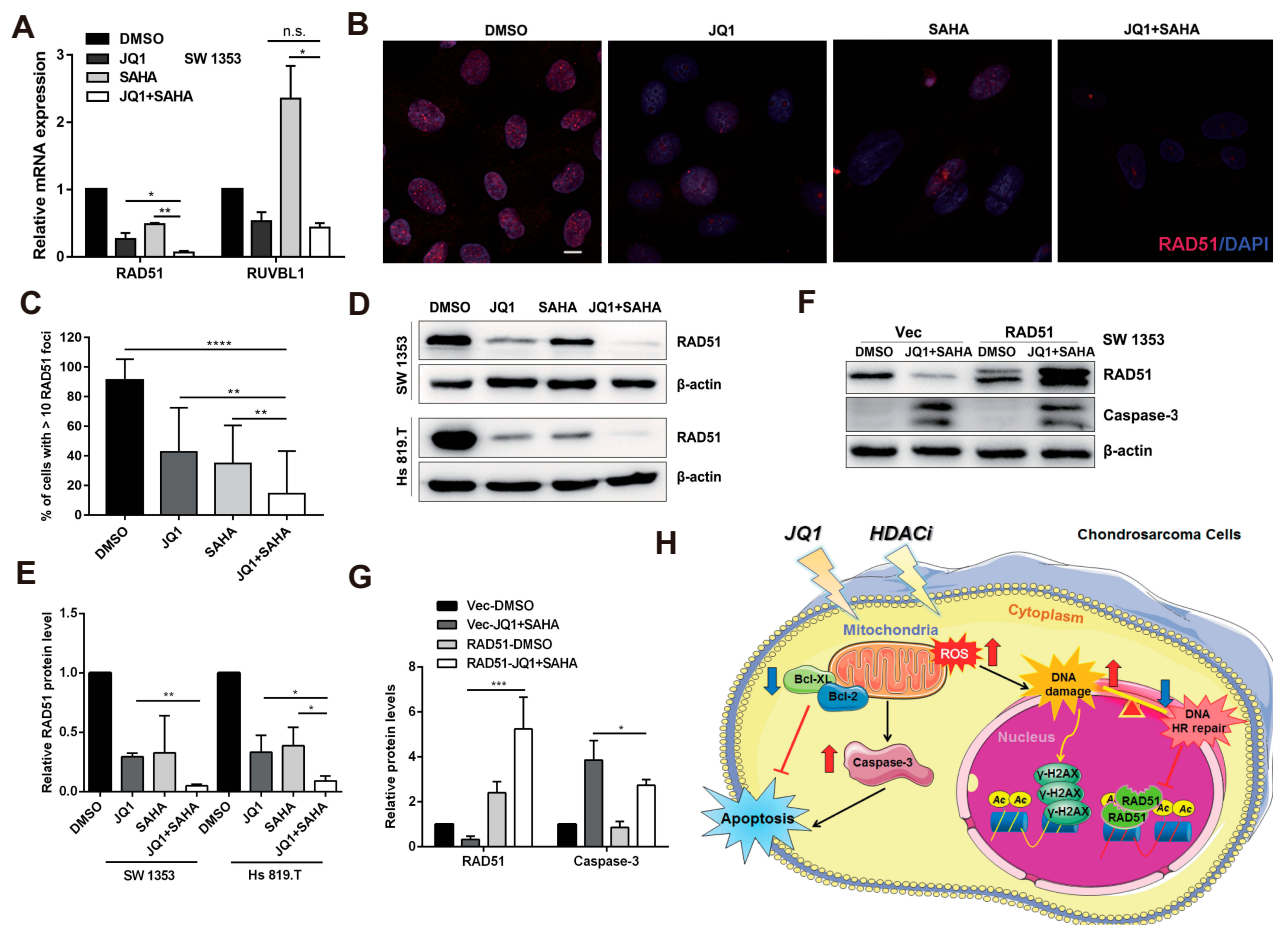 A
DMSO
JQ1
SAHA
JQ1+SAHA
SW 1353
n.s.
*
*
**
Relative mRNA expression
3
2
1
0
RAD51
RUVBL1
B
DMSO
JQ1
SAHA
JQ1+SAHA
RAD51/DAPI
C
% of cells with > 10 RAD51 foci
120
100
80
60
40
20
0
****
**
**
DMSO
JQ1
SAHA
JQ1+SAHA
D
DMSO
JQ1
SAHA
JQ1+SAHA
SW 1353
RAD51
β-actin
Hs 819.T
RAD51
β-actin
F
Vec
RAD51
SW 1353
DMSO
JQ1+SAHA
DMSO
JQ1+SAHA
RAD51
Caspase-3
β-actin
E
Relative RAD51 protein level
1.5
1.0
0.5
0.0
**
*
*
DMSO
JQ1
SAHA
JQ1+SAHA
DMSO
JQ1
SAHA
JQ1+SAHA
SW 1353
Hs 819.T
G
Vec-DMSO
Vec-JQ1+SAHA
RAD51-DMSO
RAD51-JQ1+SAHA
Relative protein levels
8
6
4
2
0
***
*
RAD51
Caspase-3
H
JQ1
HDACi
Chondrosarcoma Cells
Cytoplasm
Mitochondria
ROS
Bcl-XL
Bcl-2
DNA
damage
DNA
HR repair
Nucleus
Caspase-3
γ-H2AX
γ-H2AX
γ-H2AX
Ac
Ac
Ac
RAD51
RAD51
Ac
Ac
Apoptosis